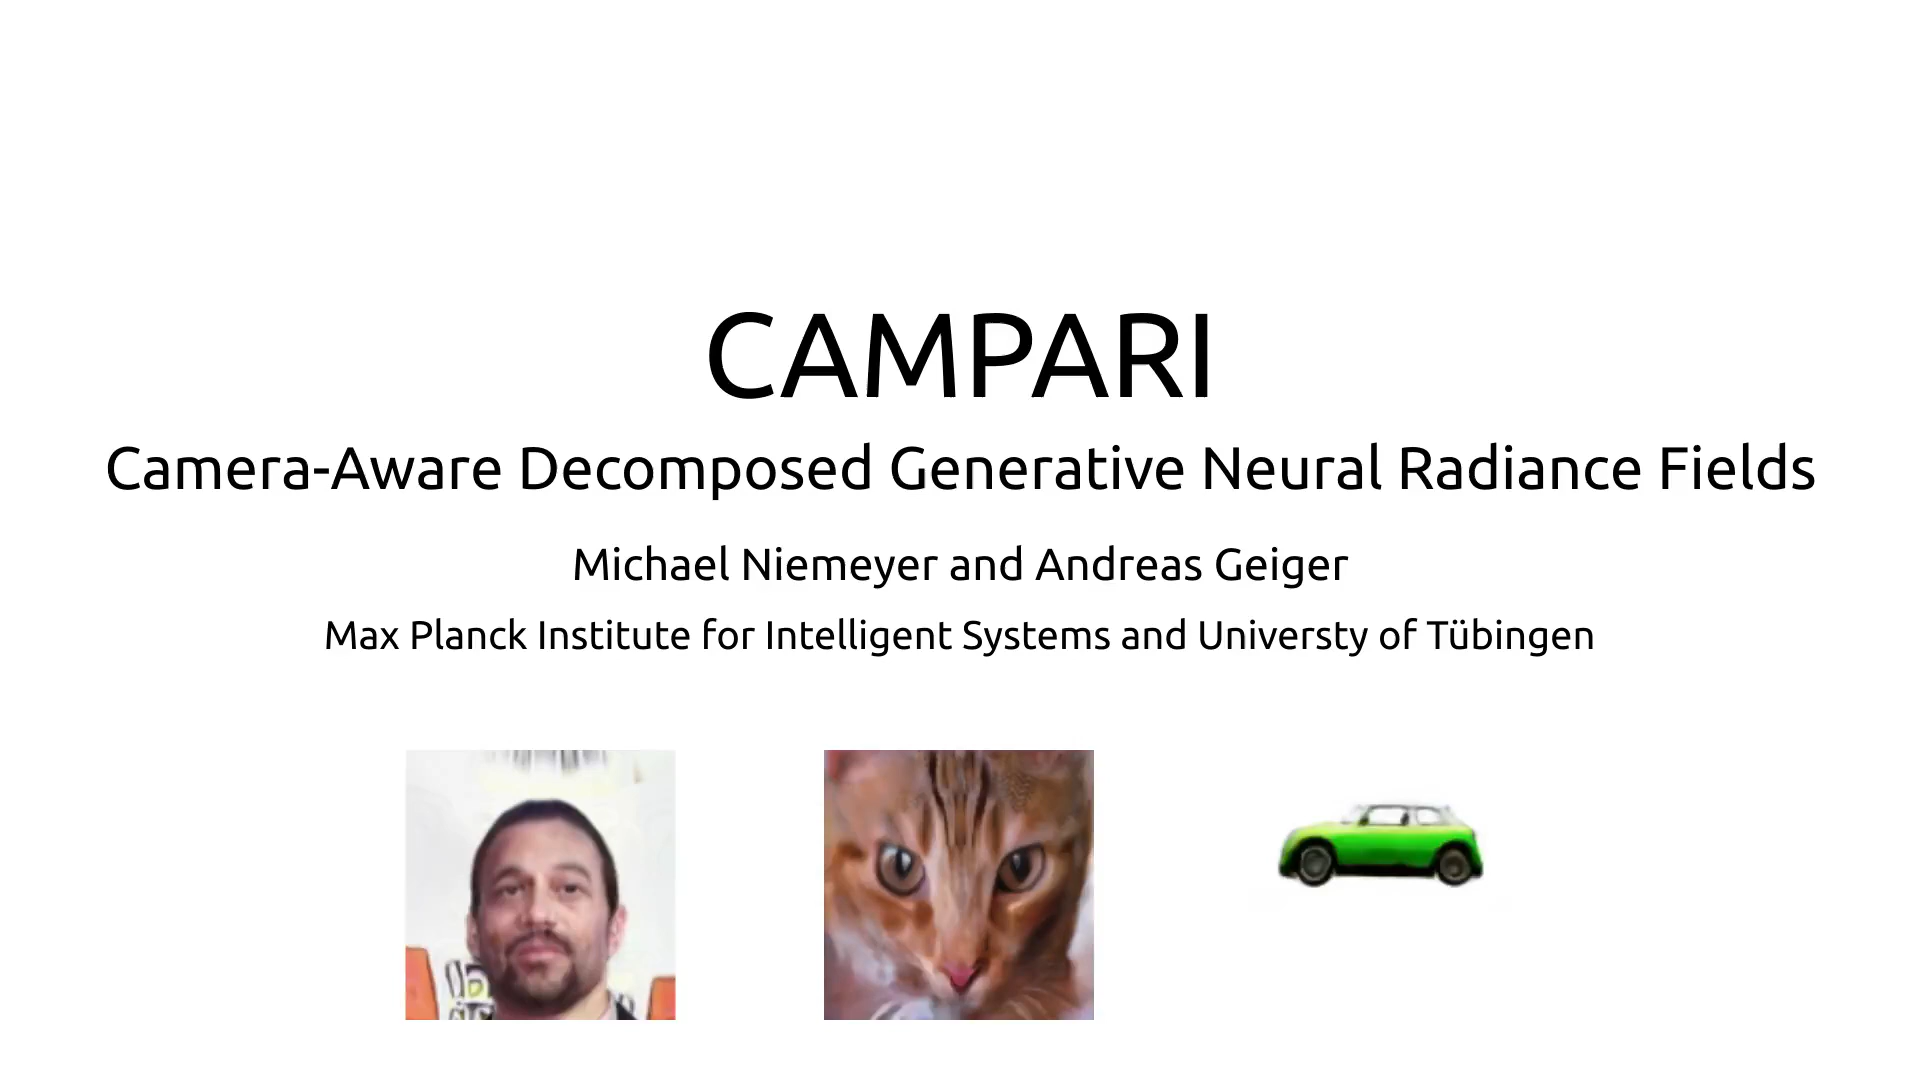 CAMPARI
Camera-Aware Decomposed Generative Neural Radiance Fields
Michael Niemeyer and Andreas Geiger
Max Planck Institute for Intelligent Systems and Universty of Tübingen